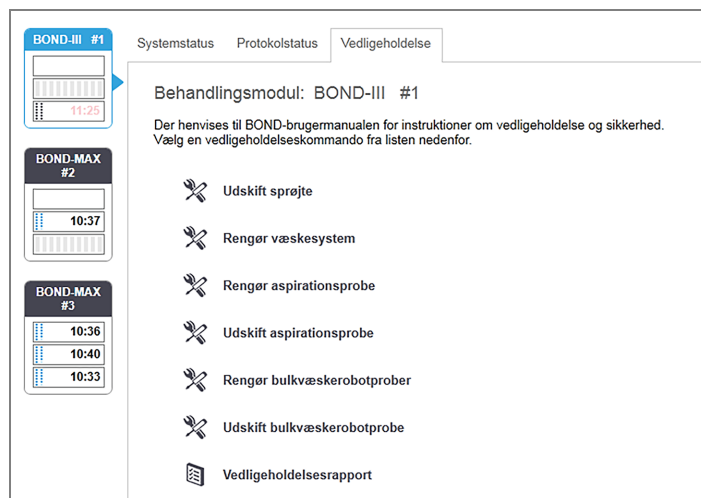 BOND-III #1
11:25
BOND-MAX
#2
10:37
BOND-MAX
#3
10:36
10:40
10:33
Systemstatus Protokolstatus Vedligeholdelse
Behandlingsmodul: BOND-III #1
Der henvises til BOND-brugermanualen for instruktioner om vedligeholdelse og sikkerhed.
Vælg en vedligeholdelseskommando fra listen nedenfor.
Udskift sprøjte
Rengør væskesystem
Rengør aspirationsprobe
Udskift aspirationsprobe
Rengør bulkvæskerobotprober
Udskift bulkvæskerobotprobe
Vedligeholdelsesrapport